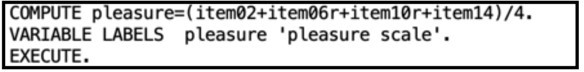 COMPUTE pleasure=(item02+item06r+item10r+item14)/4.
VARIABLE LABELS  pleasure 'pleasure scale'.
EXECUTE.